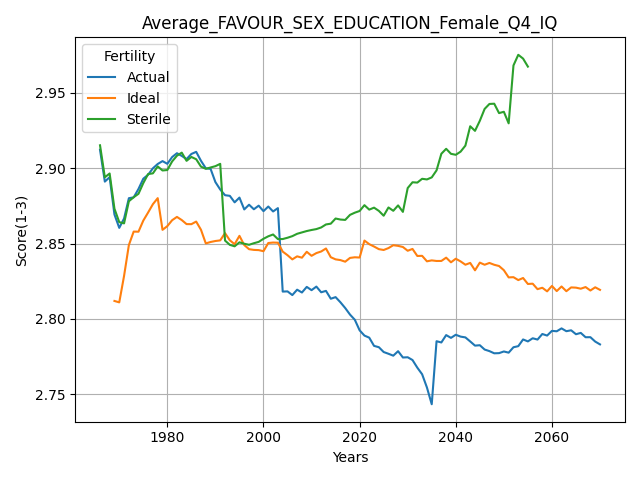 Average_FAVOUR_SEX_EDUCATION_Female_Q4_IQ
Fertility
Actual
Ideal
Sterile
Score(1-3)
2.95
2.90
2.85
2.80
2.75
1980 2000 2020 2040 2060
Years